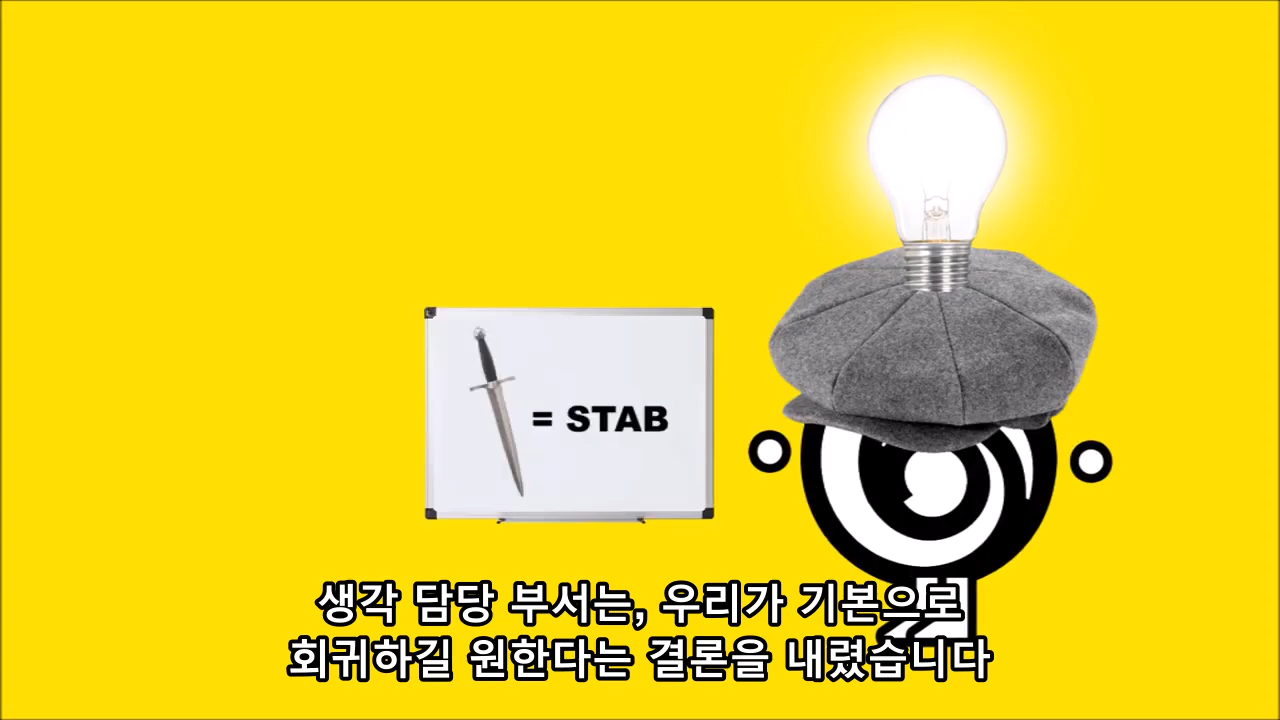 = STAB
생각 담당 부서는, 우리가 기본으로
회귀하길 원한다는 결론을 내렸습니다